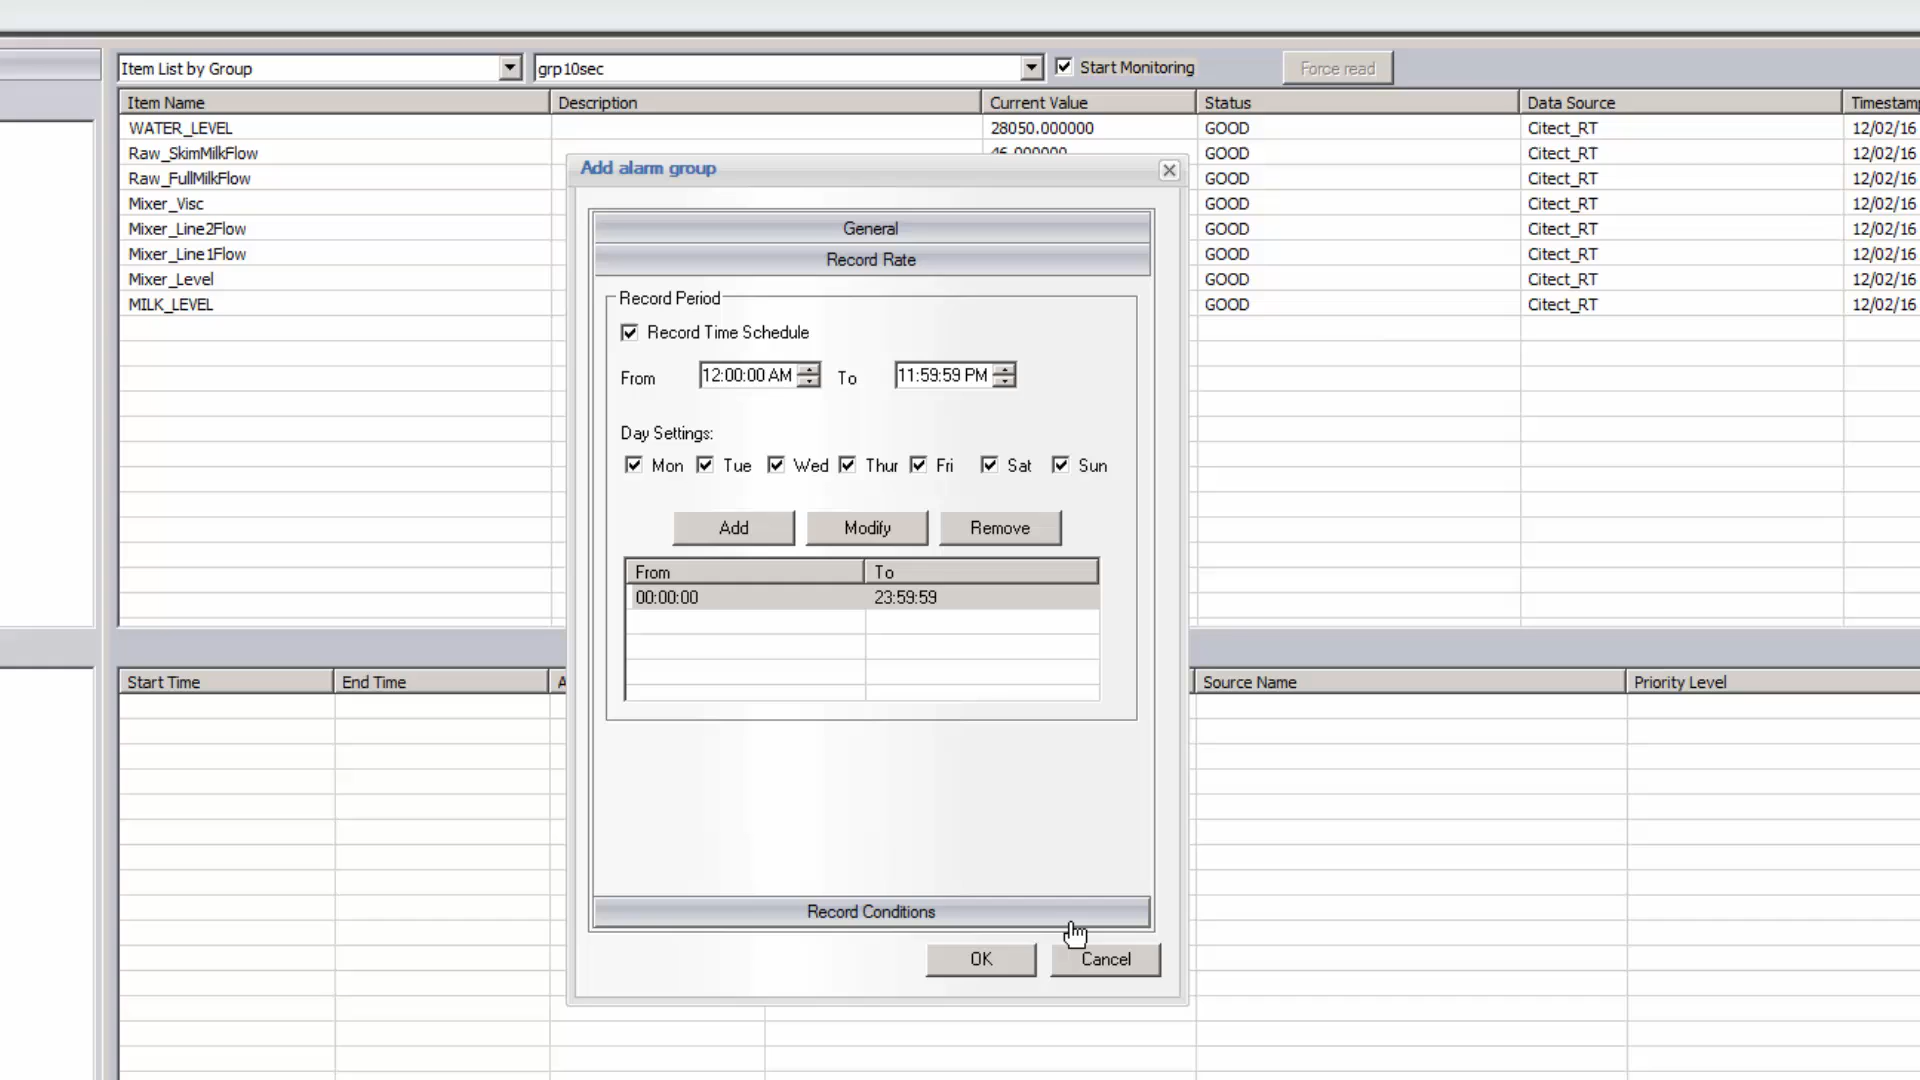 Item List by Group grp10sec Start Monitoring Force read
Item Name Description Current Value Status Data Source Timestamp
WATER_LEVEL 28050.000000 GOOD Citect_RT 12/02/16
Raw_SkimMilkFlow 46.000000 GOOD Citect_RT 12/02/16
Raw_FullMilkFlow GOOD Citect_RT 12/02/16
Mixer_Visc GOOD Citect_RT 12/02/16
Mixer_Line2Flow GOOD Citect_RT 12/02/16
Mixer_Line1Flow GOOD Citect_RT 12/02/16
Mixer_Level GOOD Citect_RT 12/02/16
MILK_LEVEL GOOD Citect_RT 12/02/16
Add alarm group
General
Record Rate
Record Period
Record Time Schedule
From 12:00:00 AM To 11:59:59 PM
Day Settings:
Mon Tue Wed Thur Fri Sat Sun
Add Modify Remove
From To
00:00:00 23:59:59
Record Conditions
OK Cancel
Start Time End Time A Source Name Priority Level